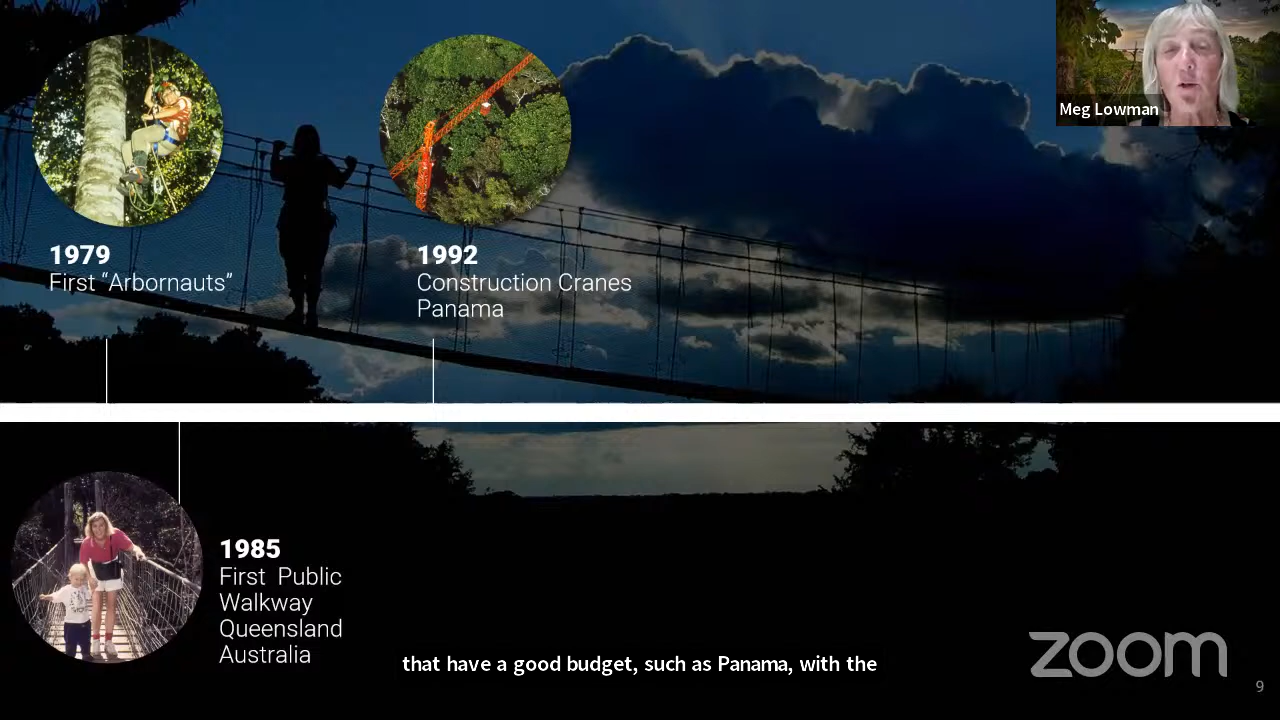 Meg Lowman
1979
First “Arbornauts”
1992
Construction Cranes
Panama
1985
First Public
Walkway
Queensland
Australia
that have a good budget, such as Panama, with the
zoom
9